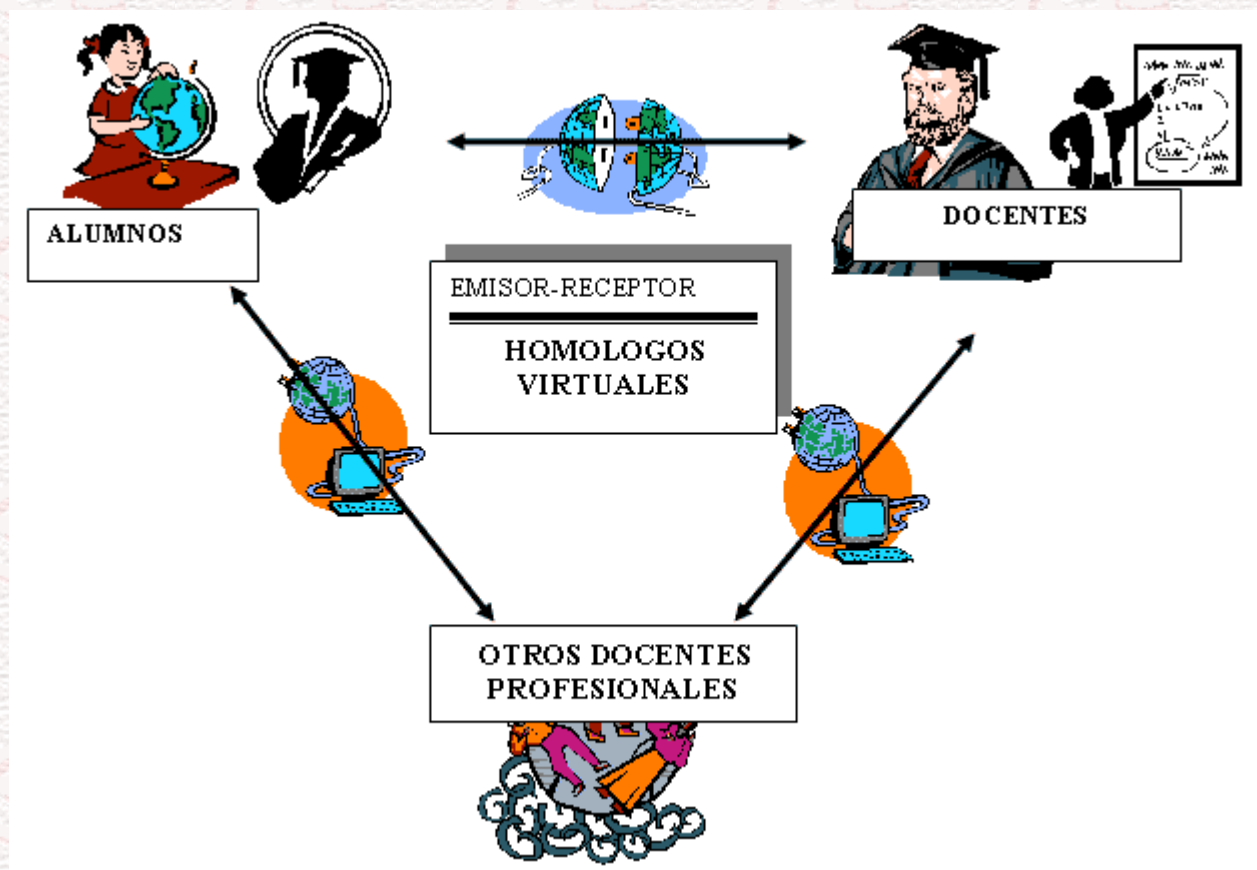 ALUMNOS
DOCENTES
EMISOR-RECEPTOR
HOMOLOGOS
VIRTUALES
OTROS DOCENTES
PROFESIONALES